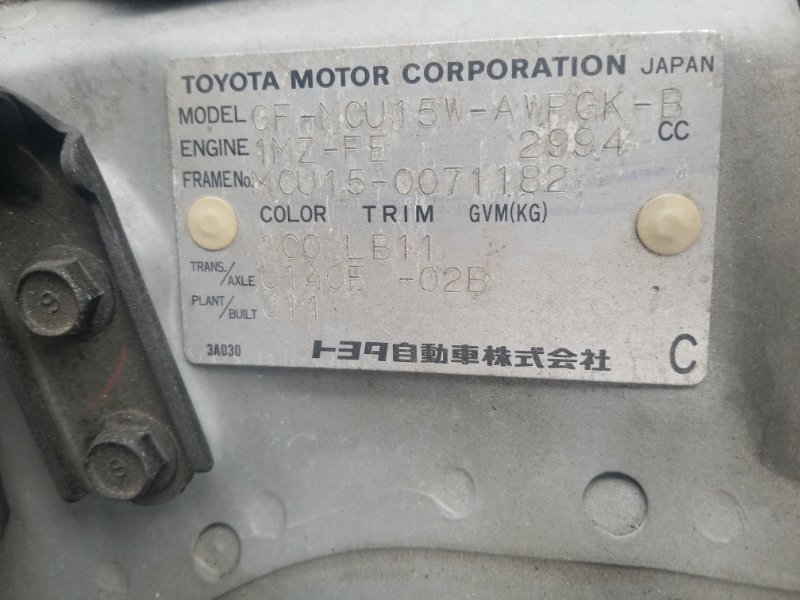 TOYOTA MOTOR CORPORATION JAPAN
MODEL GF-MCU15W-AWPGK-B
ENGINE 1MZ-FE 2994 CC
FRAME No. MCU15-0071182
COLOR TRIM GVM(KG)
1C0 LB11
TRANS./AXLE U140F -02B
PLANT/BUILT
3A030 トヨタ自動車株式会社 C
9
8